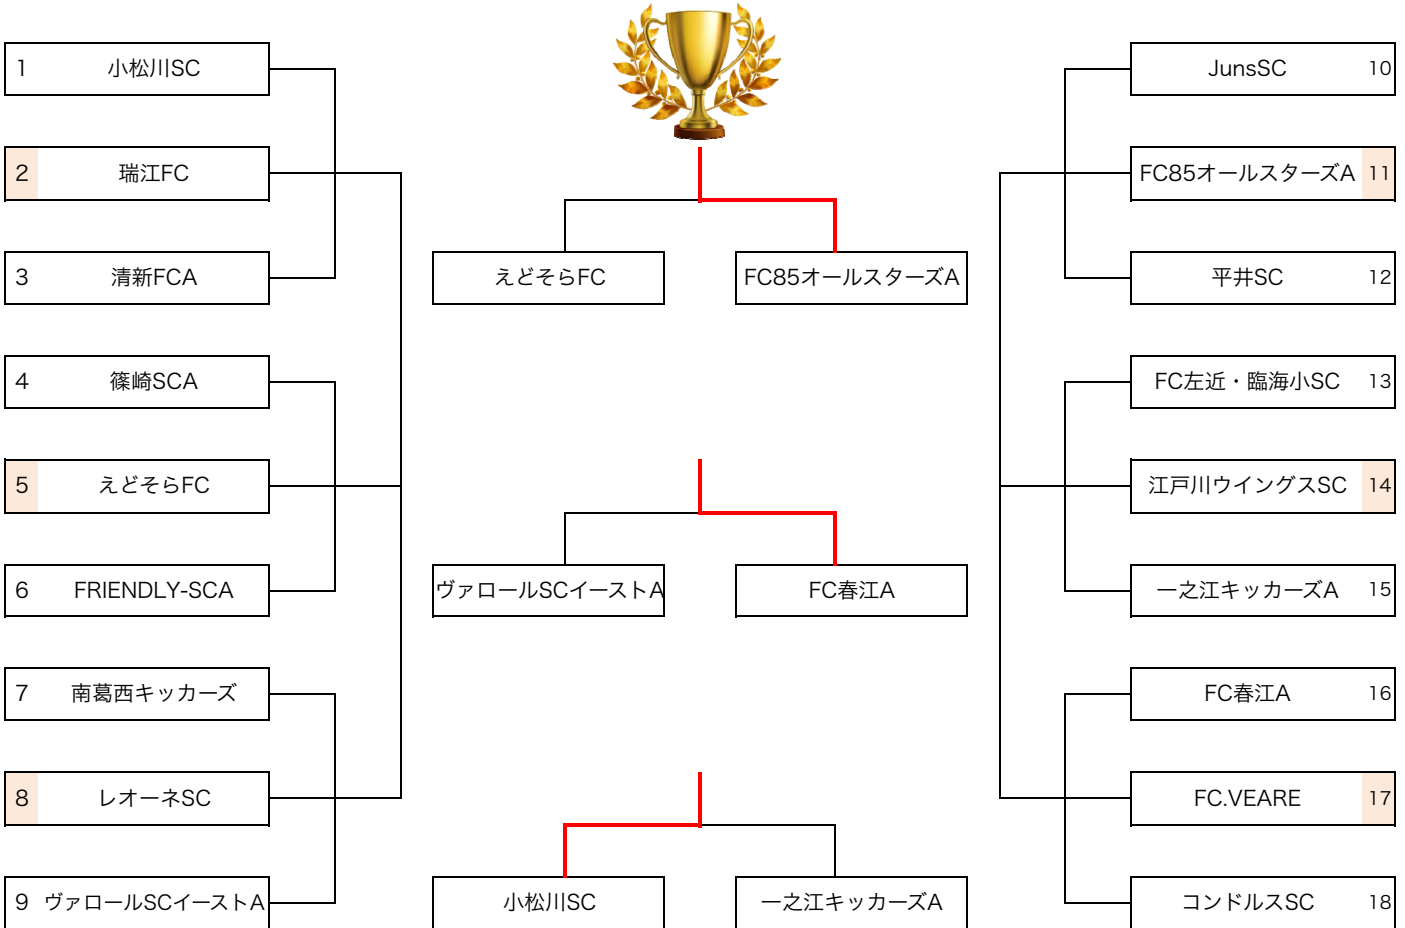 1 小松川SC
2 瑞江FC
3 清新FCA
4 篠崎SCA
5 えどそらFC
6 FRIENDLY-SCA
7 南葛西キッカーズ
8 レオーネSC
9 ヴァロールSCイーストA
えどそらFC
FC85オールスターズA
ヴァロールSCイーストA
FC春江A
小松川SC
一之江キッカーズA
JunsSC 10
FC85オールスターズA 11
平井SC 12
FC左近・臨海小SC 13
江戸川ウイングスSC 14
一之江キッカーズA 15
FC春江A 16
FC.VEARE 17
コンドルスSC 18